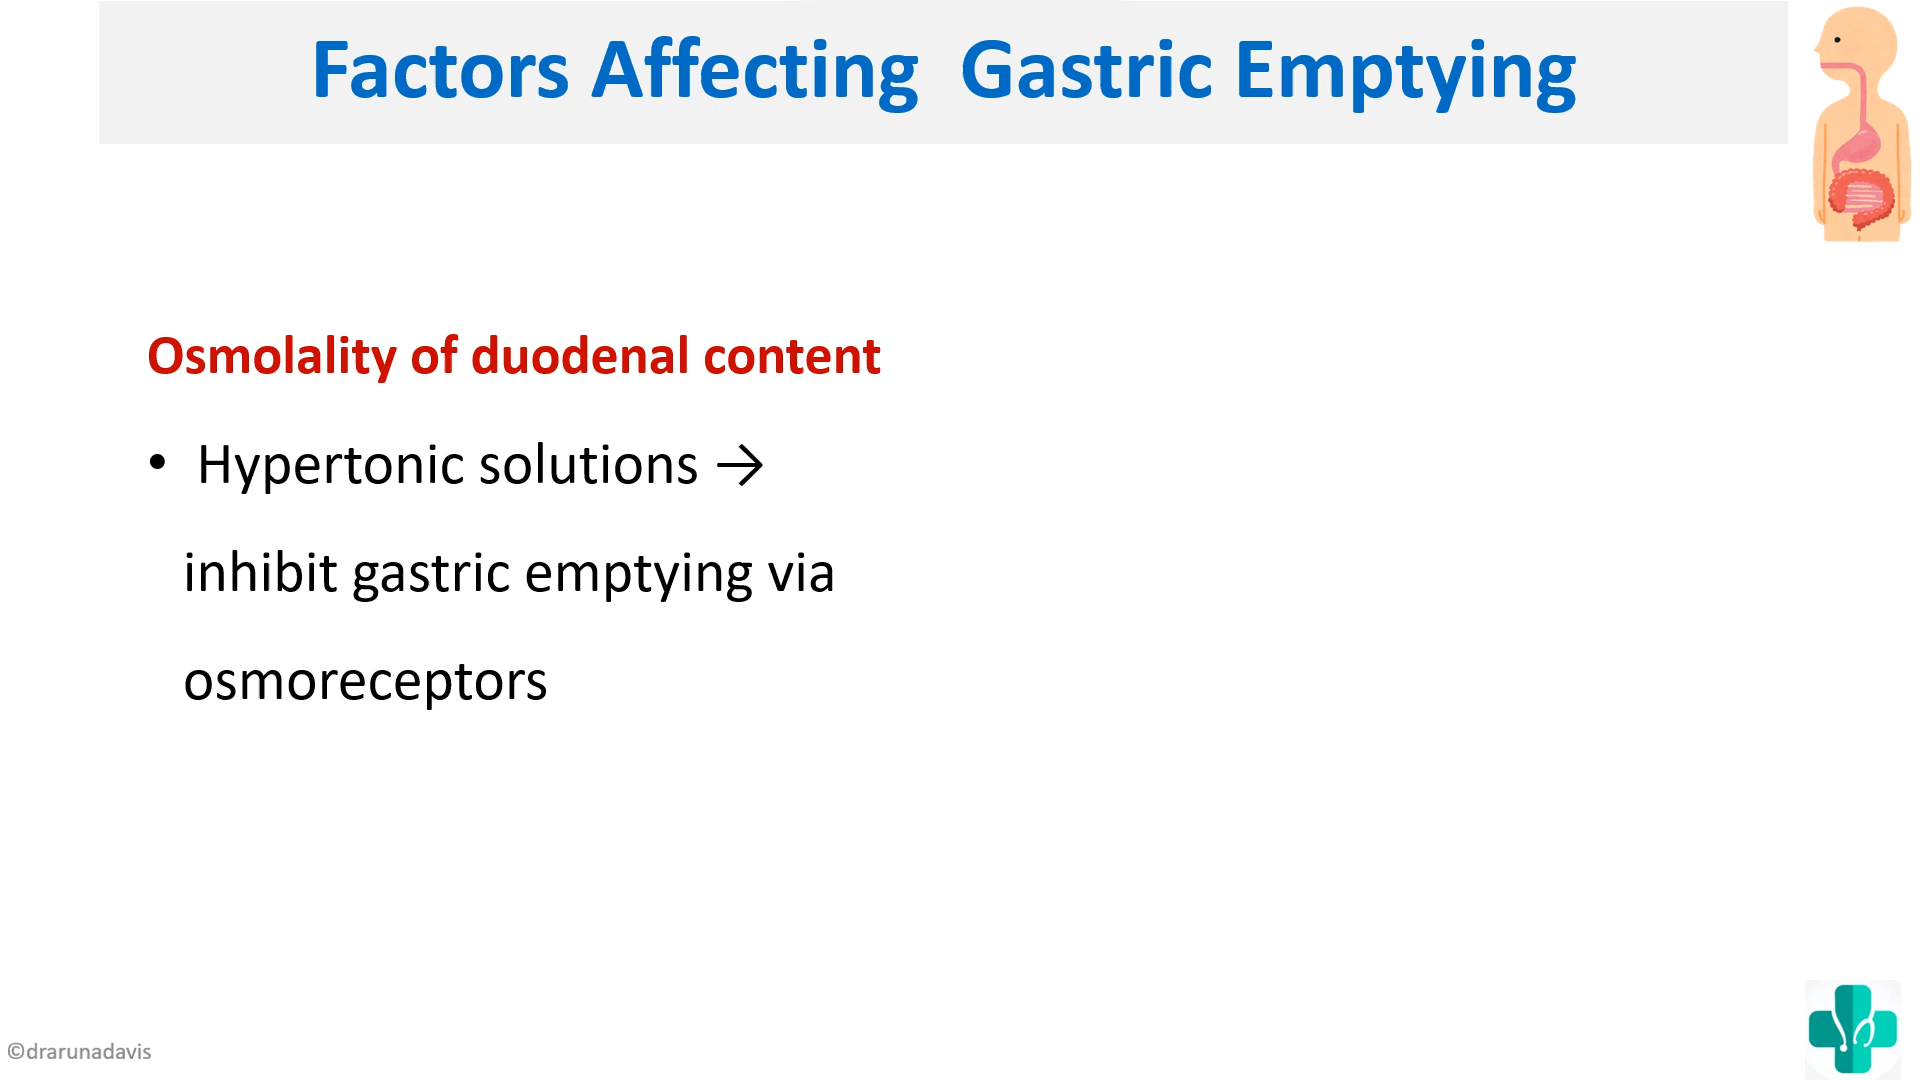 Factors Affecting  Gastric Emptying
Osmolality of duodenal content
• Hypertonic solutions →
inhibit gastric emptying via
osmoreceptors
©drarunadavis